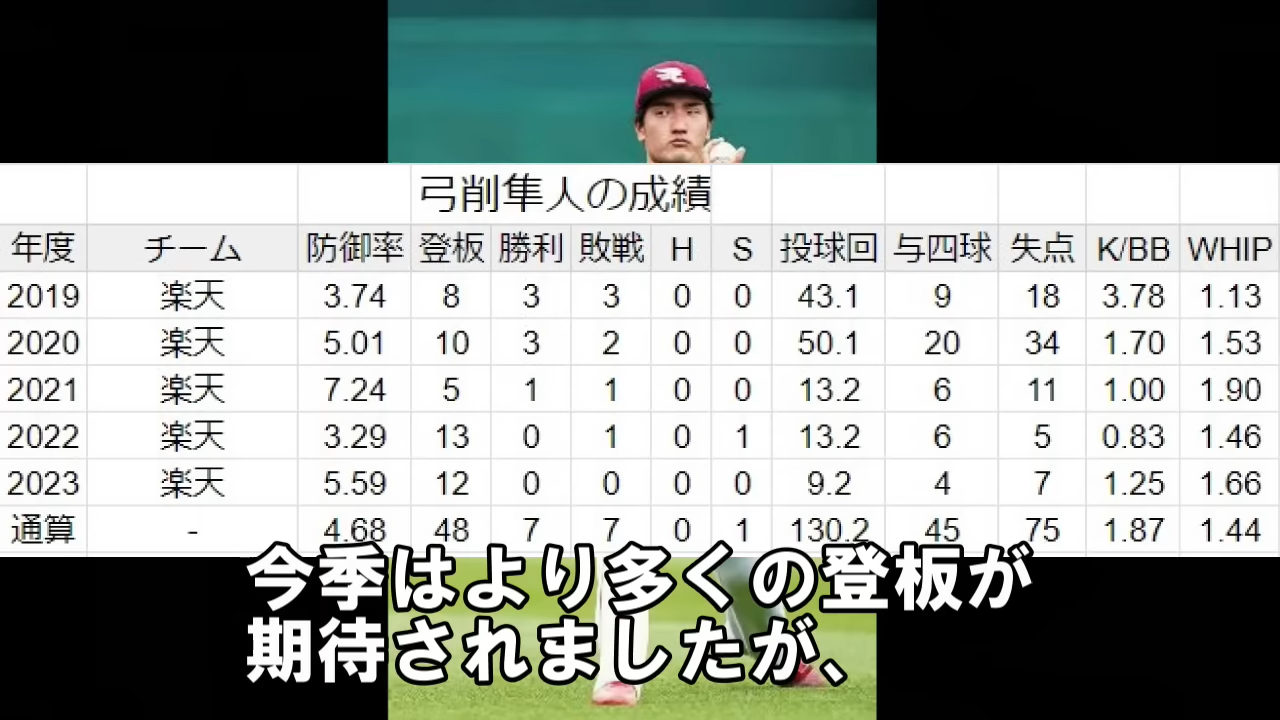 弓削隼人の成績
年度 チーム 防御率 登板 勝利 敗戦 H S 投球回 与四球 失点 K/BB WHIP
2019 楽天 3.74 8 3 3 0 0 43.1 9 18 3.78 1.13
2020 楽天 5.01 10 3 2 0 0 50.1 20 34 1.70 1.53
2021 楽天 7.24 5 1 1 0 0 13.2 6 11 1.00 1.90
2022 楽天 3.29 13 0 1 0 1 13.2 6 5 0.83 1.46
2023 楽天 5.59 12 0 0 0 0 9.2 4 7 1.25 1.66
通算 - 4.68 48 7 7 0 1 130.2 45 75 1.87 1.44
今季はより多くの登板が
期待されましたが、